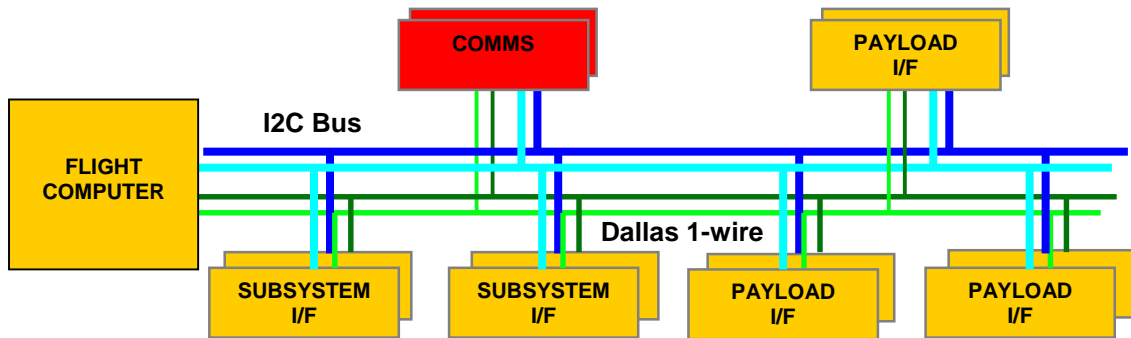 COMMS
PAYLOAD
I/F
I2C Bus
FLIGHT
COMPUTER
Dallas 1-wire
SUBSYSTEM
I/F
SUBSYSTEM
I/F
PAYLOAD
I/F
PAYLOAD
I/F